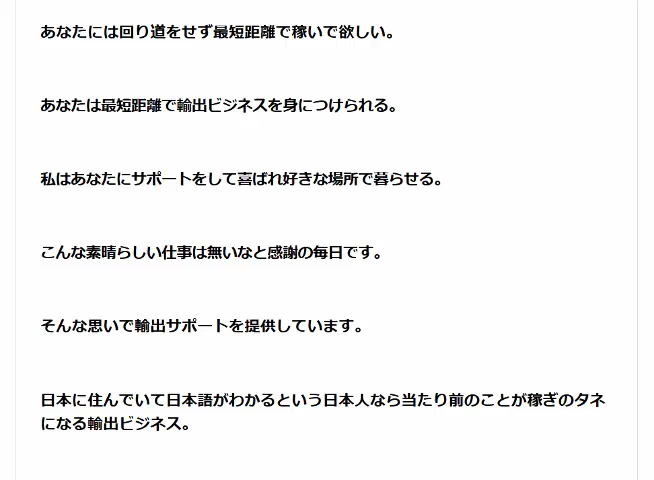 あなたには回り道をせず最短距離で稼いで欲しい。
あなたは最短距離で輸出ビジネスを身につけられる。
私はあなたにサポートをして喜ばれ好きな場所で暮らせる。
こんな素晴らしい仕事は無いなと感謝の毎日です。
そんな思いで輸出サポートを提供しています。
日本に住んでいて日本語がわかるという日本人なら当たり前のことが稼ぎのタネ
になる輸出ビジネス。